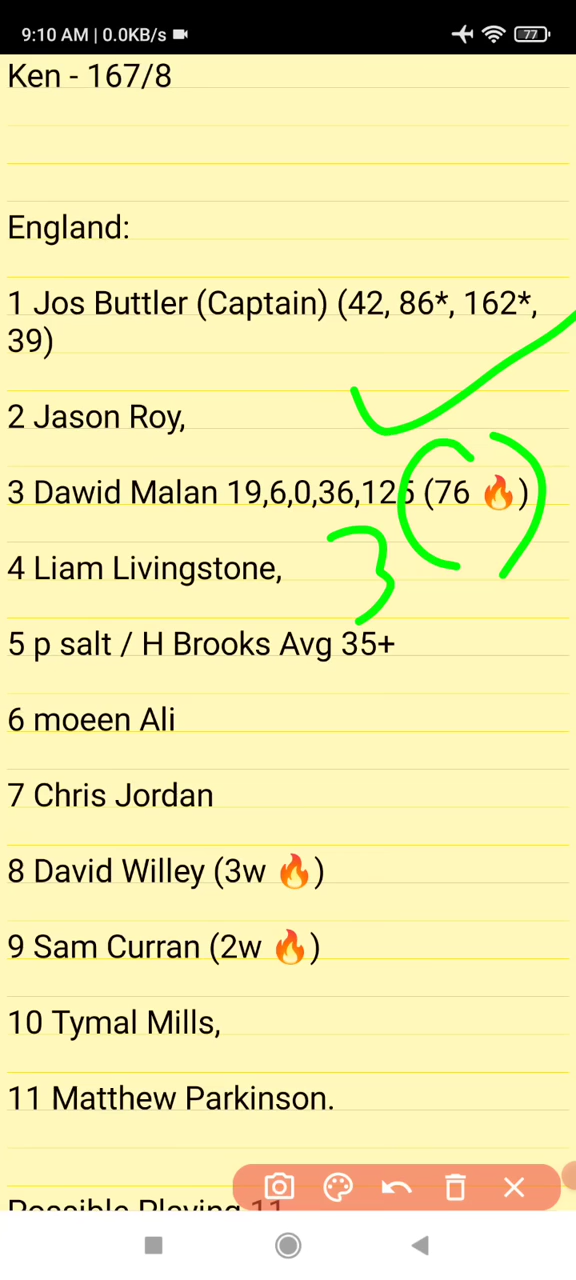 9:10 AM | 0.0KB/s
77
Ken - 167/8
England:
1 Jos Buttler (Captain) (42, 86*, 162*,
39)
2 Jason Roy,
3 Dawid Malan 19,6,0,36,125 (76 🔥)
4 Liam Livingstone,
5 p salt / H Brooks Avg 35+
6 moeen Ali
7 Chris Jordan
8 David Willey (3w 🔥)
9 Sam Curran (2w 🔥)
10 Tymal Mills,
11 Matthew Parkinson.
Possible Playing 11